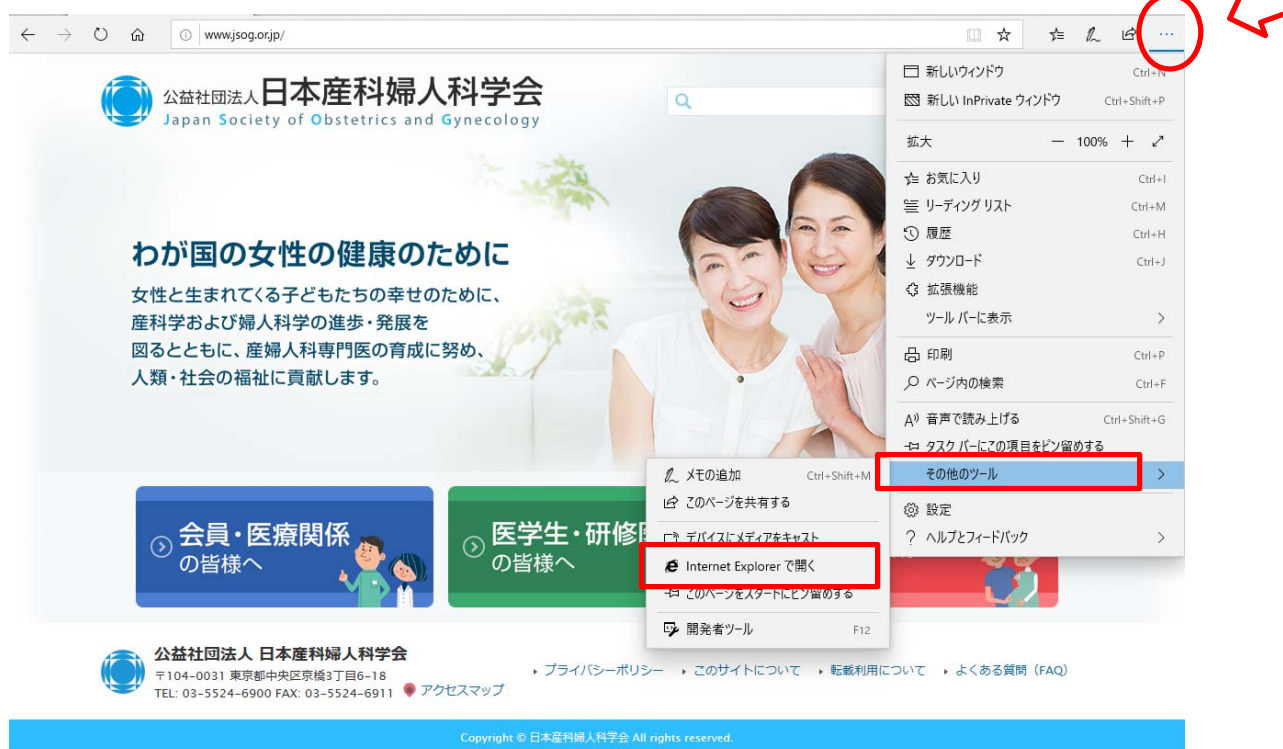 www.jsog.or.jp/
公益社団法人日本産科婦人科学会
Japan Society of Obstetrics and Gynecology
わが国の女性の健康のために
女性と生まれてくる子どもたちの幸せのために、
産科学および婦人科学の進歩・発展を
図るとともに、産婦人科専門医の育成に努め、
人類・社会の福祉に貢献します。
新しいウィンドウ Ctrl+N
新しい InPrivate ウィンドウ Ctrl+Shift+P
拡大 100%
お気に入り Ctrl+I
リーディング リスト Ctrl+M
履歴 Ctrl+H
ダウンロード Ctrl+J
拡張機能
ツール バーに表示
印刷 Ctrl+P
ページ内の検索 Ctrl+F
音声で読み上げる Ctrl+Shift+G
タスク バーにこの項目をピン留めする
その他のツール
設定
ヘルプとフィードバック
メモの追加 Ctrl+Shift+M
このページを共有する
デバイスにメディアをキャスト
Internet Explorer で開く
このページをスタートにピン留めする
開発者ツール F12
会員・医療関係
の皆様へ
医学生・研修
の皆様へ
公益社団法人 日本産科婦人科学会
〒104-0031 東京都中央区京橋3丁目6-18
TEL: 03-5524-6900 FAX: 03-5524-6911 アクセスマップ
プライバシーポリシー このサイトについて 転載利用について よくある質問（FAQ）
Copyright © 日本産科婦人科学会 All rights reserved.